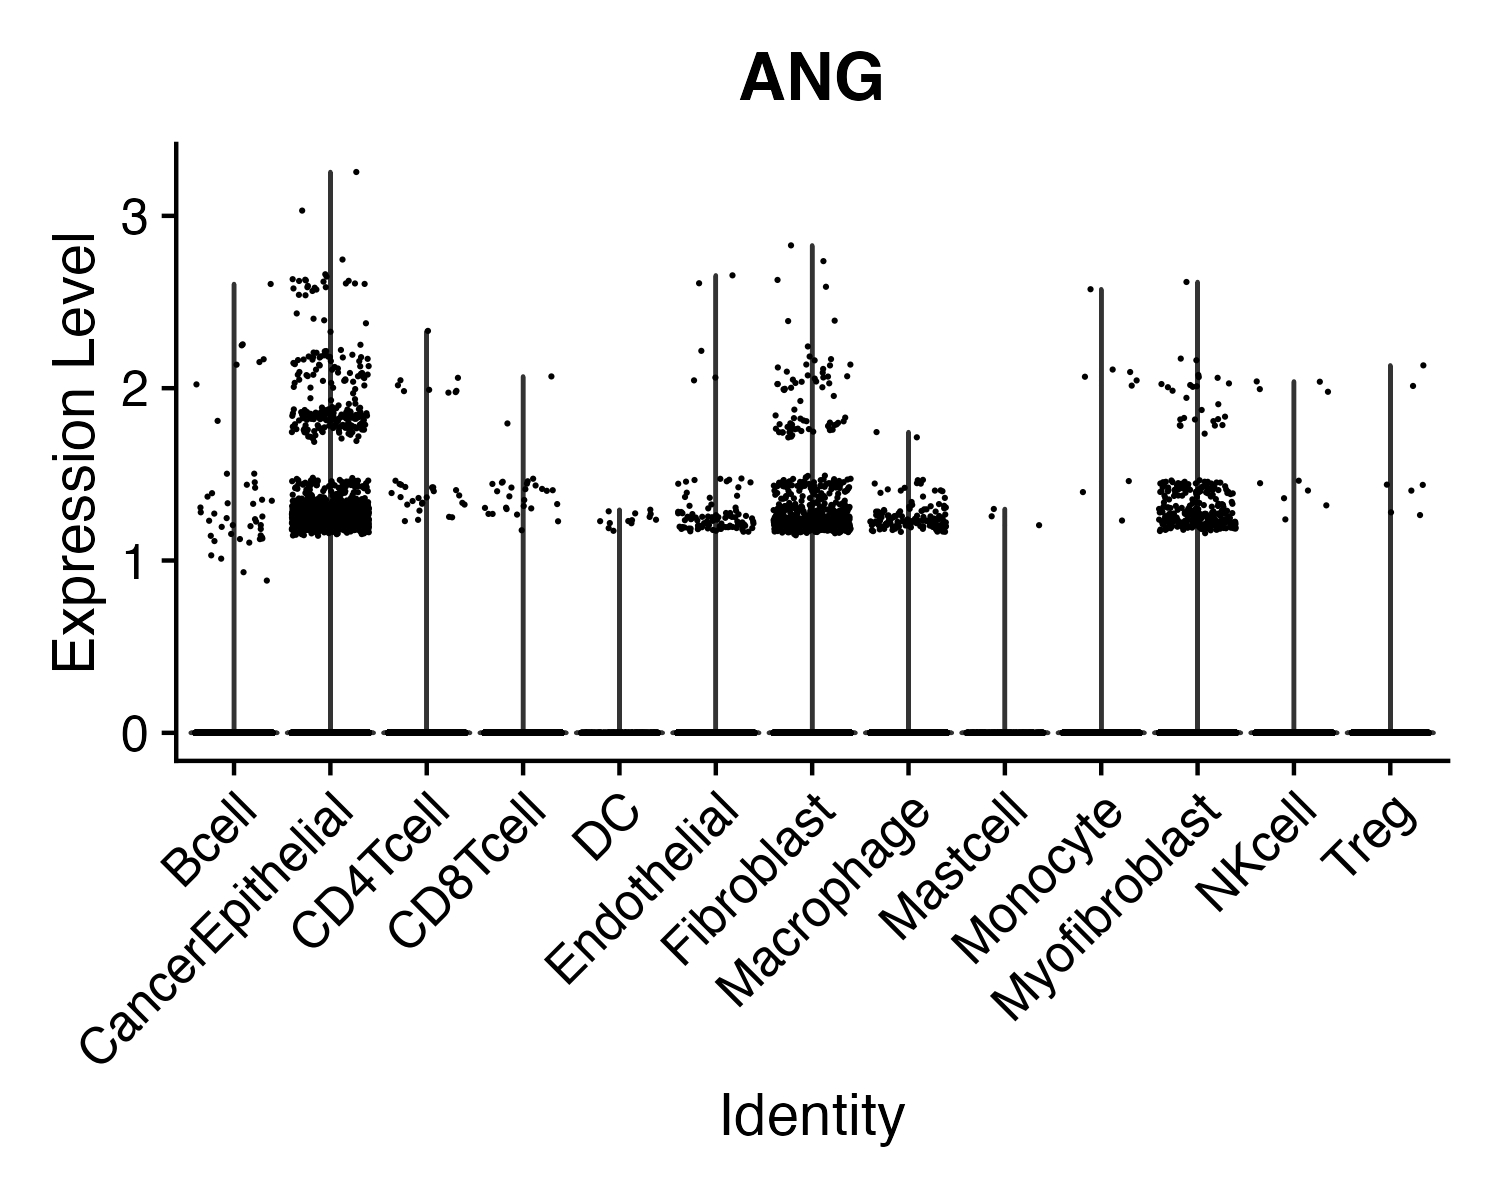 ANG
Expression Level
3
2
1
0
Bcell
CancerEpithelial
CD4Tcell
CD8Tcell
DC
Endothelial
Fibroblast
Macrophage
Mastcell
Monocyte
Myofibroblast
NKcell
Treg
Identity